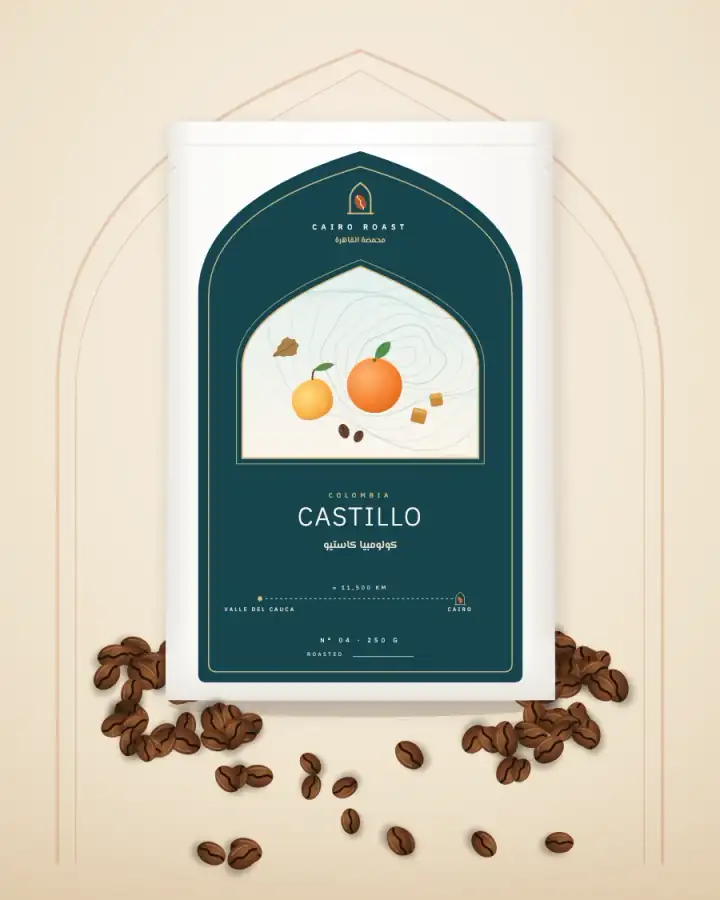 CAIRO ROAST
محمصة القاهرة
COLOMBIA
CASTILLO
كولومبيا كاستيو
≈ 11,500 KM
VALLE DEL CAUCA
CAIRO
N° 04 · 250 G
ROASTED